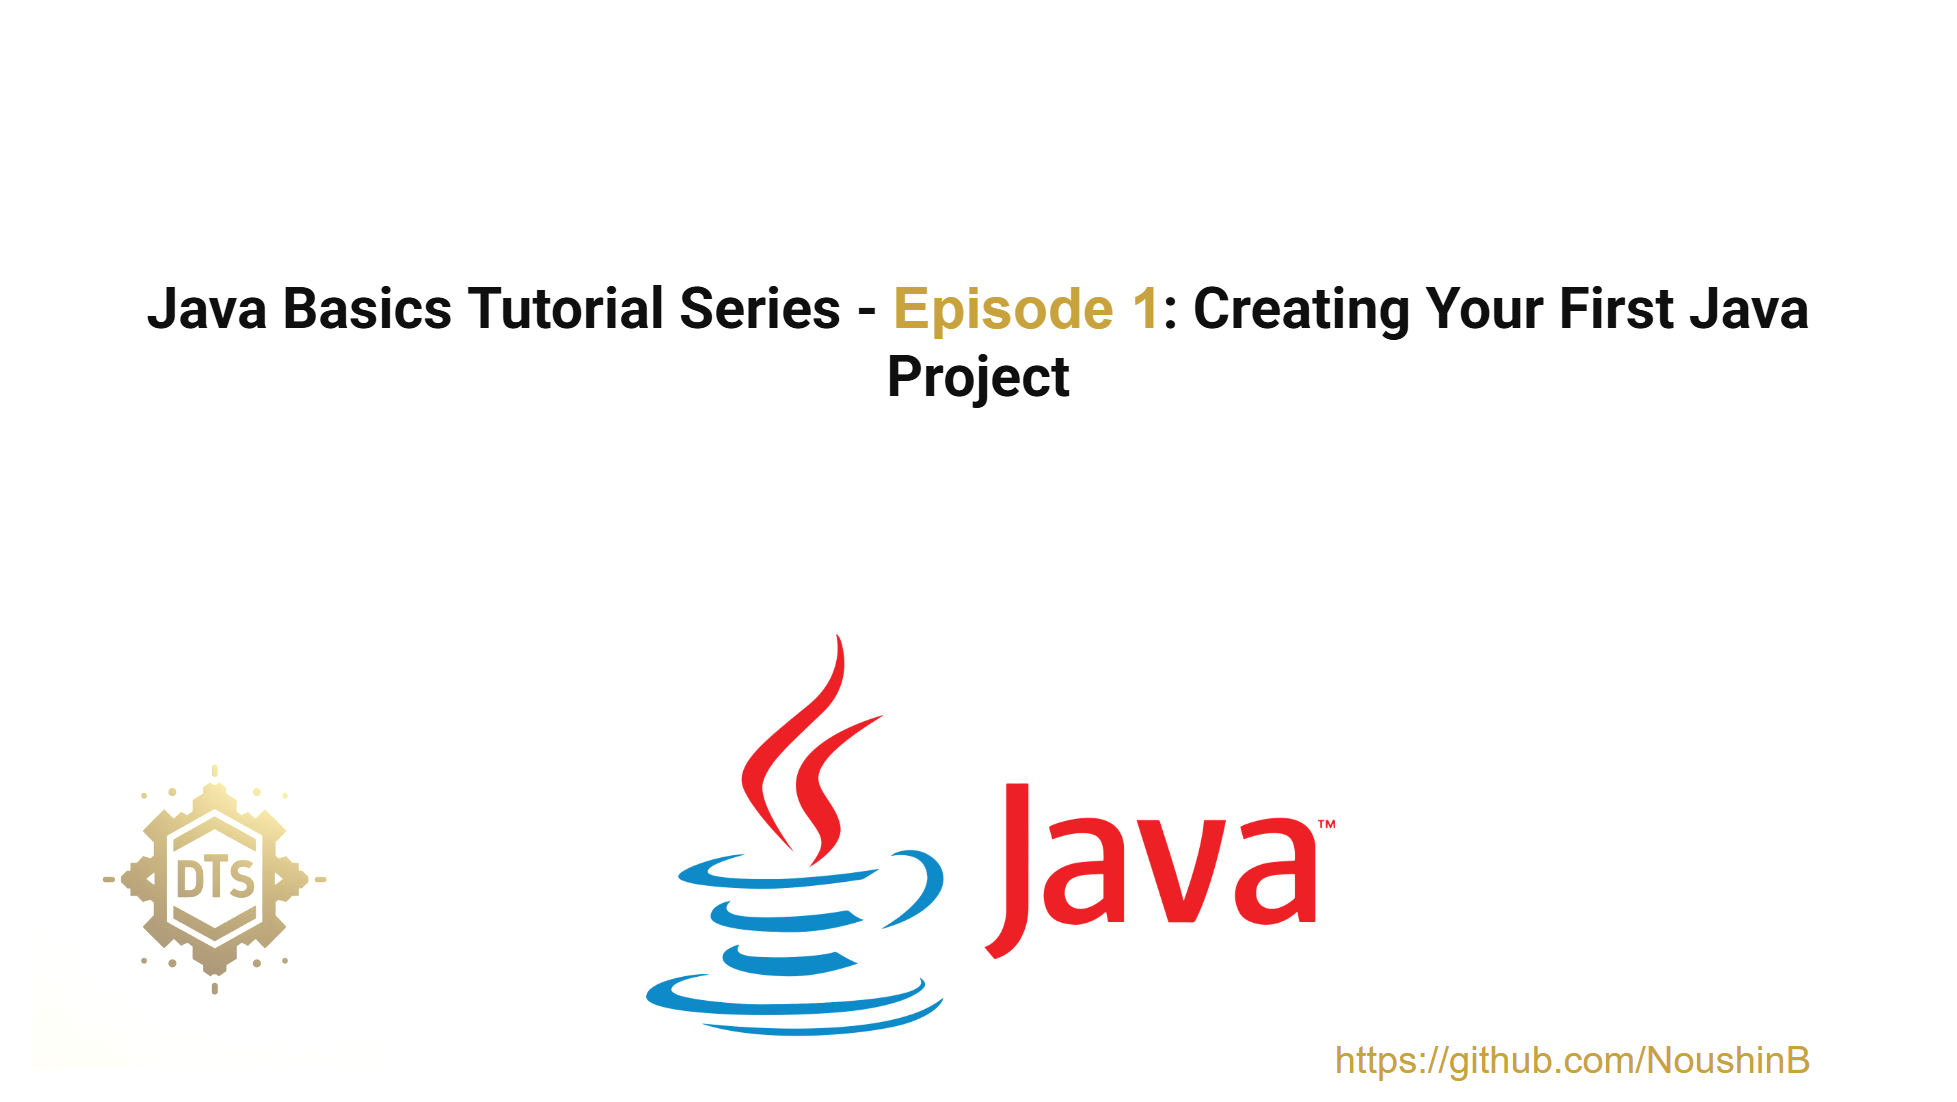 Java Basics Tutorial Series - Episode 1: Creating Your First Java
Project
DTS
Java™
https://github.com/NoushinB